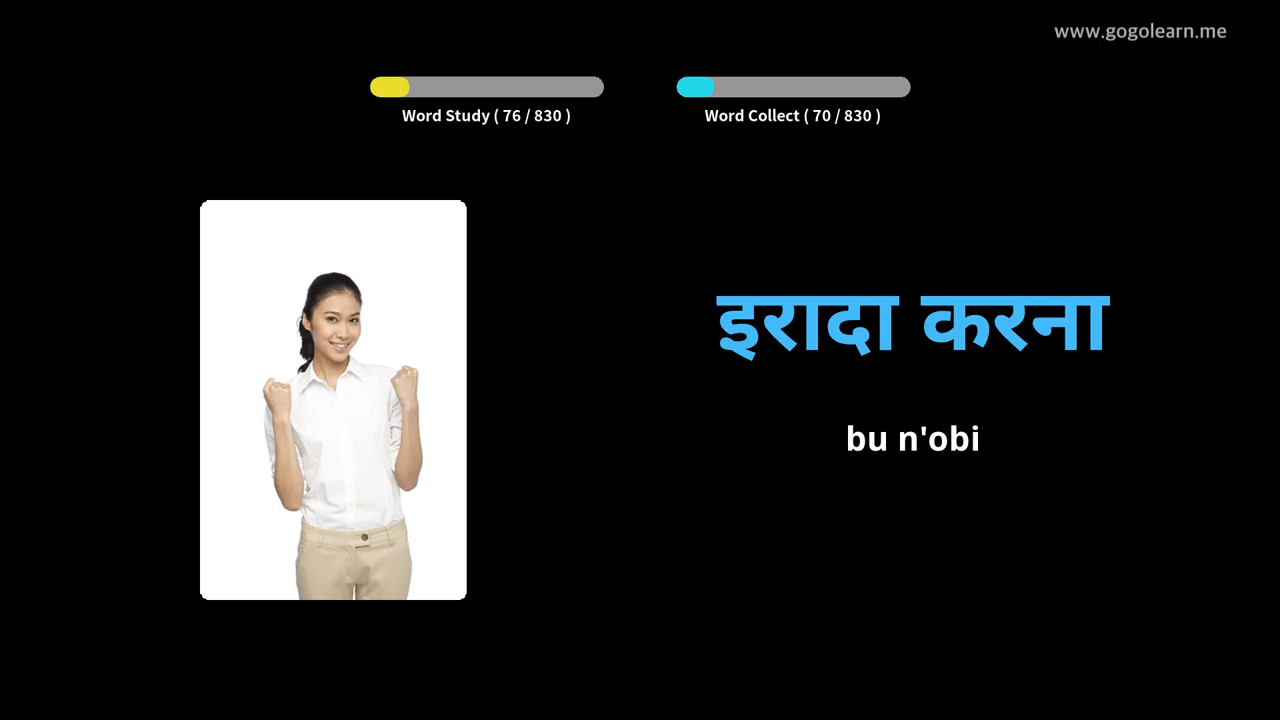 www.gogolearn.me
Word Study ( 76 / 830 )
Word Collect ( 70 / 830 )
इरादा करना
bu n'obi